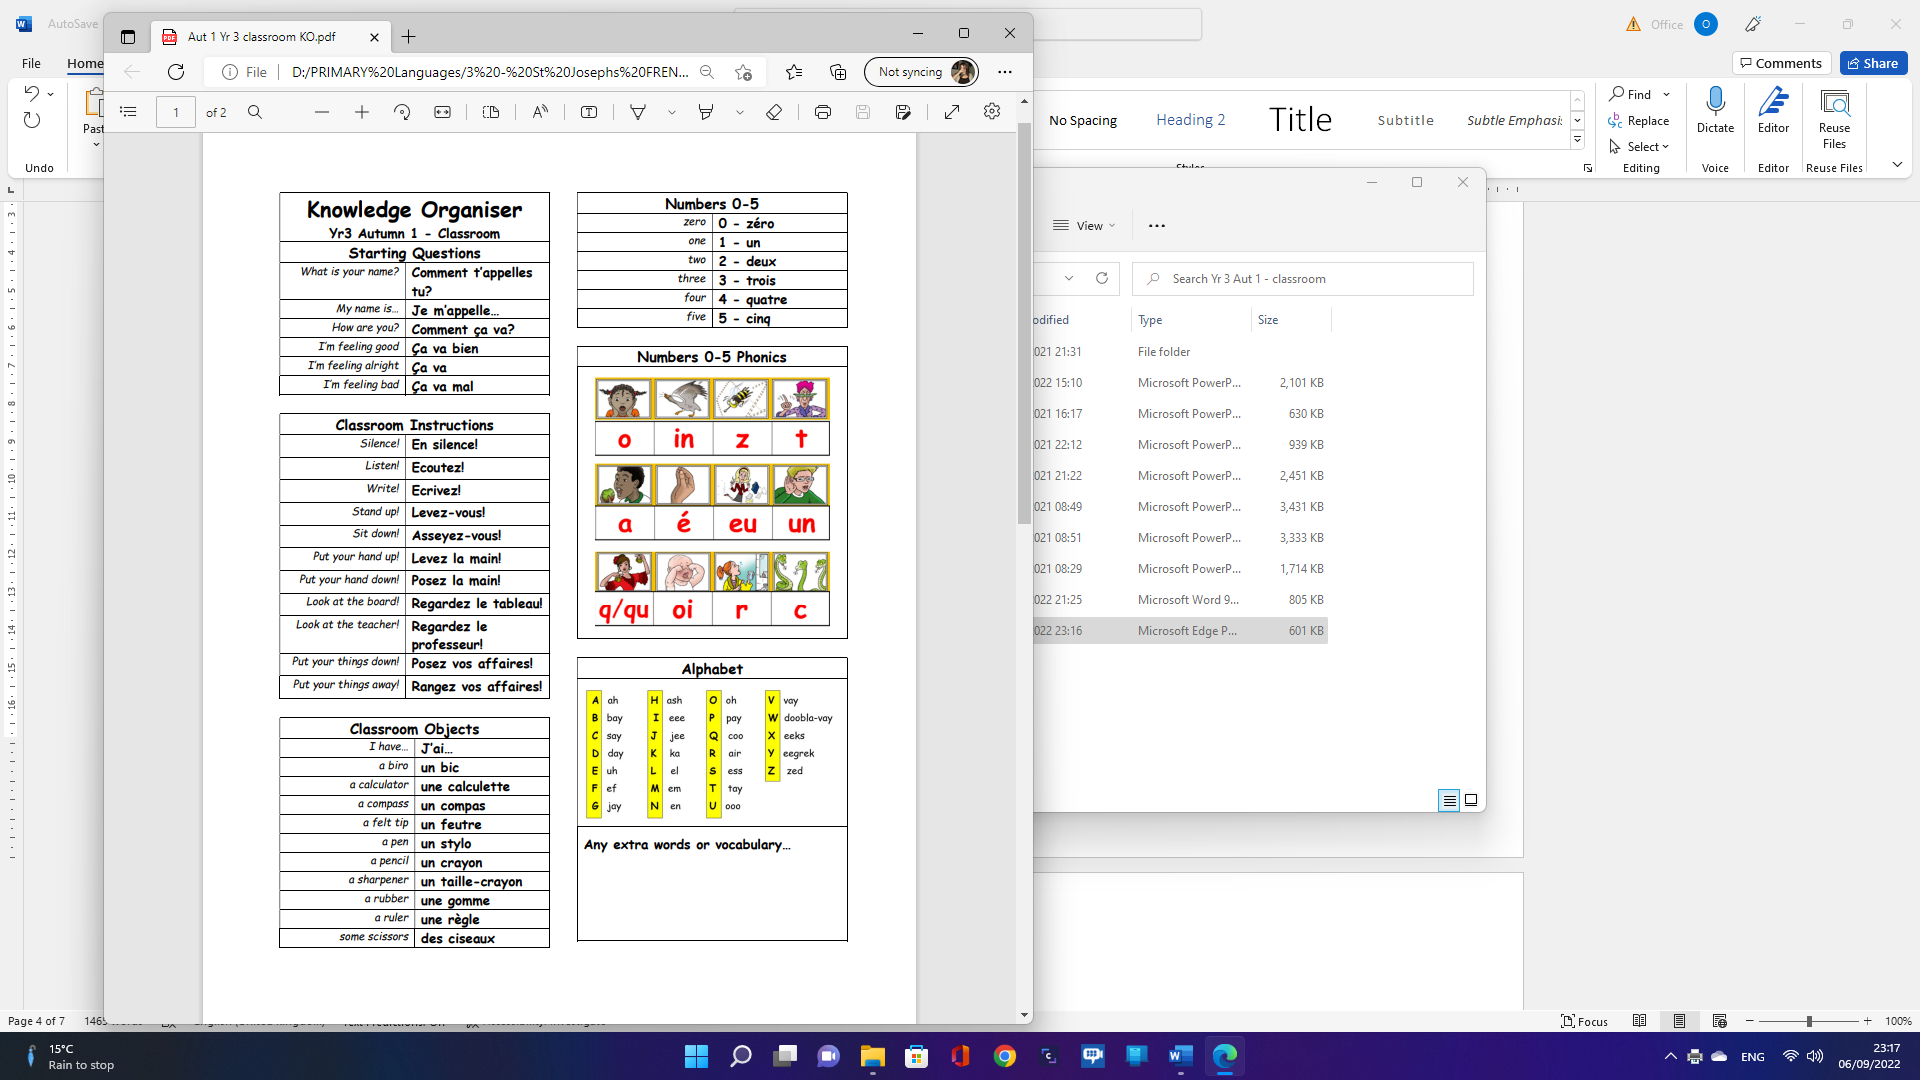 AutoSave
Office
O
File
Home
Comments
Share
Paste
Undo
No Spacing
Heading 2
Title
Subtitle
Subtle Emphasis
Styles
Find
Replace
Select
Editing
Dictate
Voice
Editor
Editor
Reuse
Files
Reuse Files
Aut 1 Yr 3 classroom KO.pdf
File
D:/PRIMARY%20Languages/3%20-%20St%20Josephs%20FREN...
Not syncing
1
of 2
Knowledge Organiser
Yr3 Autumn 1 - Classroom
Starting Questions
What is your name? Comment t'appelles
tu?
My name is... Je m'appelle...
How are you? Comment ça va?
I'm feeling good Ça va bien
I'm feeling alright Ça va
I'm feeling bad Ça va mal
Classroom Instructions
Silence! En silence!
Listen! Ecoutez!
Write! Ecrivez!
Stand up! Levez-vous!
Sit down! Asseyez-vous!
Put your hand up! Levez la main!
Put your hand down! Posez la main!
Look at the board! Regardez le tableau!
Look at the teacher! Regardez le
professeur!
Put your things down! Posez vos affaires!
Put your things away! Rangez vos affaires!
Classroom Objects
I have... J'ai...
a biro un bic
a calculator une calculette
a compass un compas
a felt tip un feutre
a pen un stylo
a pencil un crayon
a sharpener un taille-crayon
a rubber une gomme
a ruler une règle
some scissors des ciseaux
Numbers 0-5
zero 0 - zéro
one 1 - un
two 2 - deux
three 3 - trois
four 4 - quatre
five 5 - cinq
Numbers 0-5 Phonics
o in z t
a é eu un
q/qu oi r c
Alphabet
A ah H ash O oh V vay
B bay I eee P pay W doobla-vay
C say J jee Q coo X eeks
D day K ka R air Y eegrek
E uh L el S ess Z zed
F ef M em T tay
G jay N en U ooo
Any extra words or vocabulary...
View
Search Yr 3 Aut 1 - classroom
odified Type Size
021 21:31 File folder
022 15:10 Microsoft PowerP... 2,101 KB
021 16:17 Microsoft PowerP... 630 KB
021 22:12 Microsoft PowerP... 939 KB
021 21:22 Microsoft PowerP... 2,451 KB
021 08:49 Microsoft PowerP... 3,431 KB
021 08:51 Microsoft PowerP... 3,333 KB
021 08:29 Microsoft PowerP... 1,714 KB
022 21:25 Microsoft Word 9... 805 KB
022 23:16 Microsoft Edge P... 601 KB
Page 4 of 7
Focus
100%
15°C
Rain to stop
ENG
23:17
06/09/2022